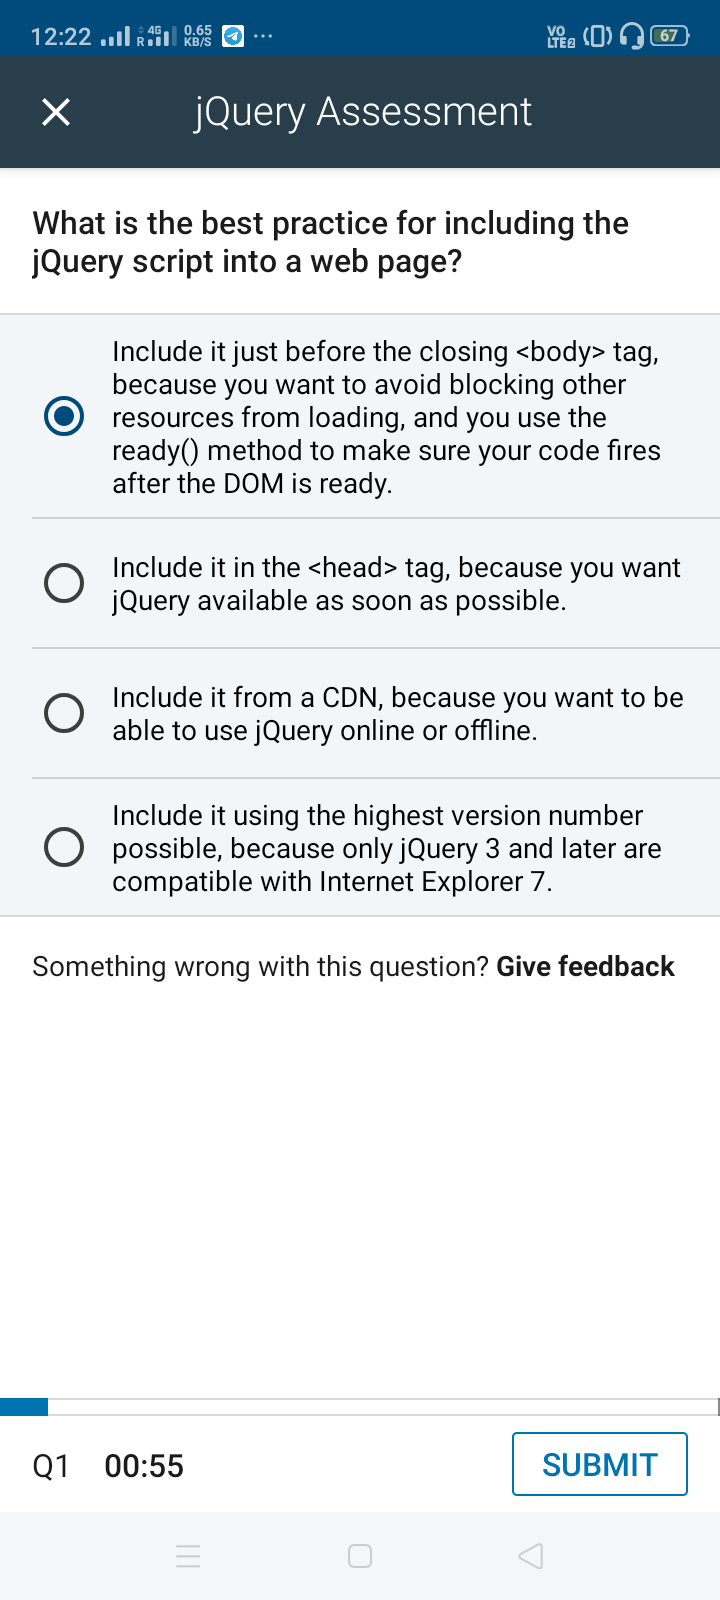 12:22 R 4G 0.65 KB/S ... VO LTE2 67
jQuery Assessment
What is the best practice for including the
jQuery script into a web page?
Include it just before the closing <body> tag,
because you want to avoid blocking other
resources from loading, and you use the
ready() method to make sure your code fires
after the DOM is ready.
Include it in the <head> tag, because you want
jQuery available as soon as possible.
Include it from a CDN, because you want to be
able to use jQuery online or offline.
Include it using the highest version number
possible, because only jQuery 3 and later are
compatible with Internet Explorer 7.
Something wrong with this question? Give feedback
Q1 00:55 SUBMIT